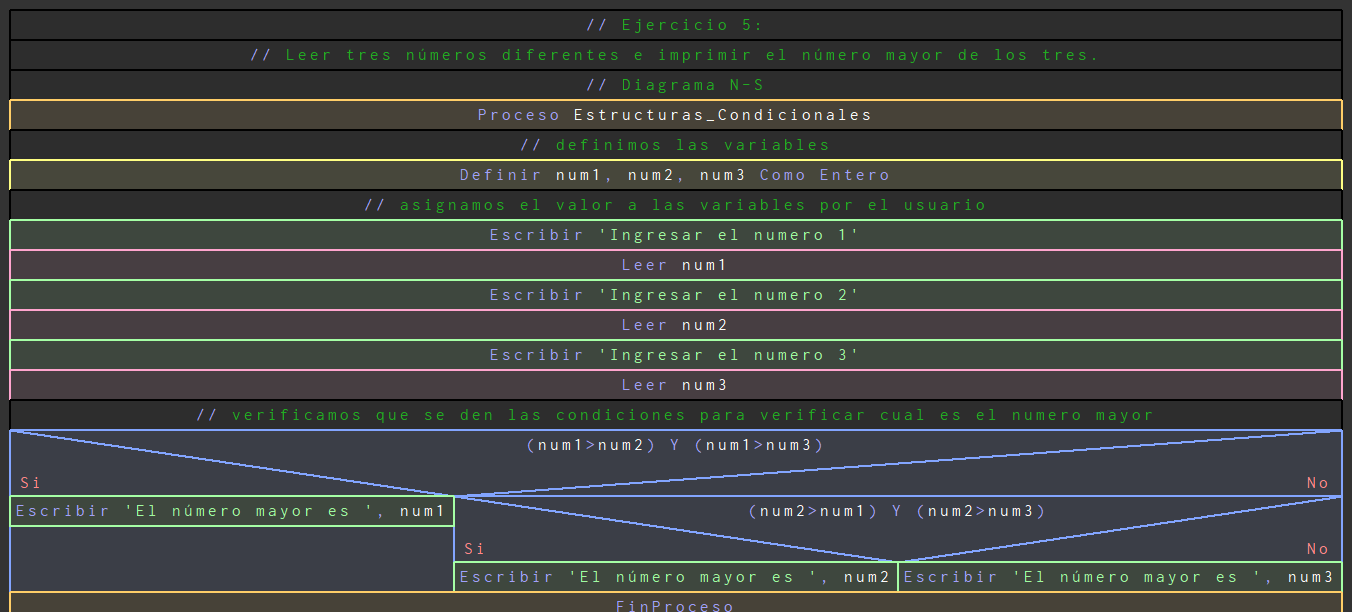 // Ejercicio 5:
// Leer tres números diferentes e imprimir el número mayor de los tres.
// Diagrama N-S
Proceso Estructuras_Condicionales
// definimos las variables
Definir num1, num2, num3 Como Entero
// asignamos el valor a las variables por el usuario
Escribir 'Ingresar el numero 1'
Leer num1
Escribir 'Ingresar el numero 2'
Leer num2
Escribir 'Ingresar el numero 3'
Leer num3
// verificamos que se den las condiciones para verificar cual es el numero mayor
(num1>num2) Y (num1>num3)
Si No
Escribir 'El número mayor es ', num1 (num2>num1) Y (num2>num3)
Si No
Escribir 'El número mayor es ', num2 Escribir 'El número mayor es ', num3
FinProceso